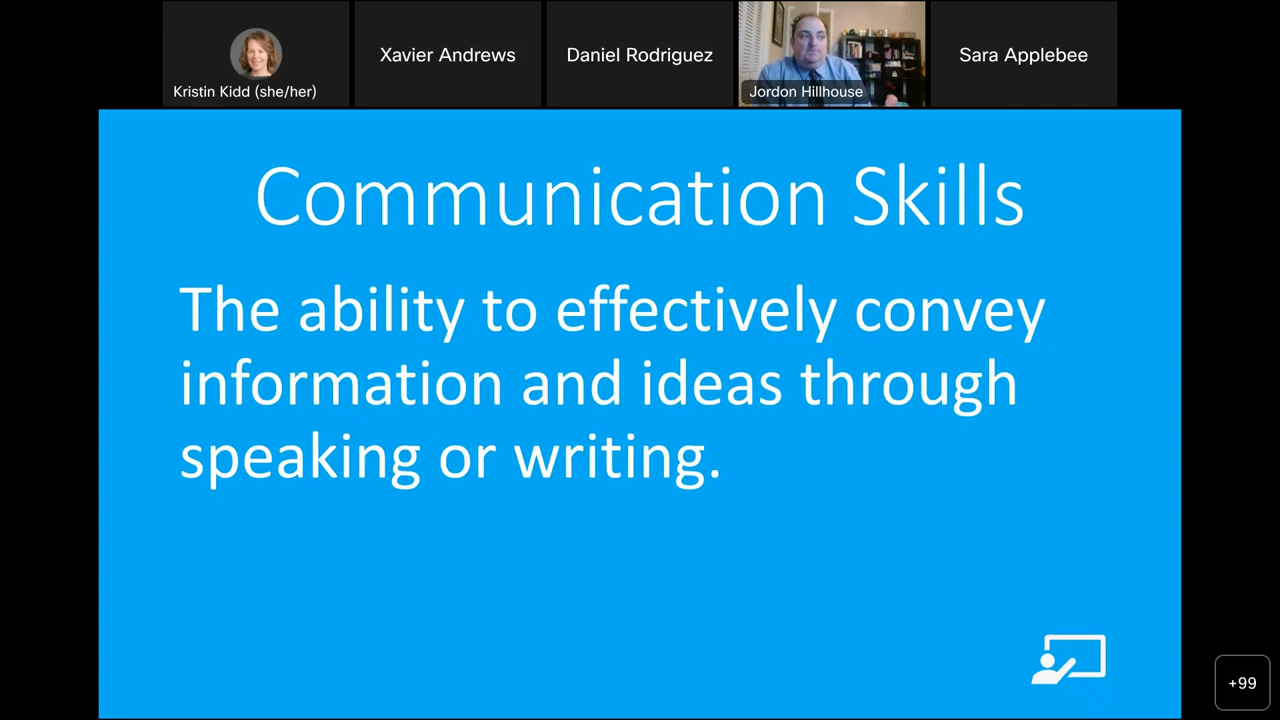 Kristin Kidd (she/her)
Xavier Andrews
Daniel Rodriguez
Jordon Hillhouse
Sara Applebee
Communication Skills
The ability to effectively convey
information and ideas through
speaking or writing.
+99